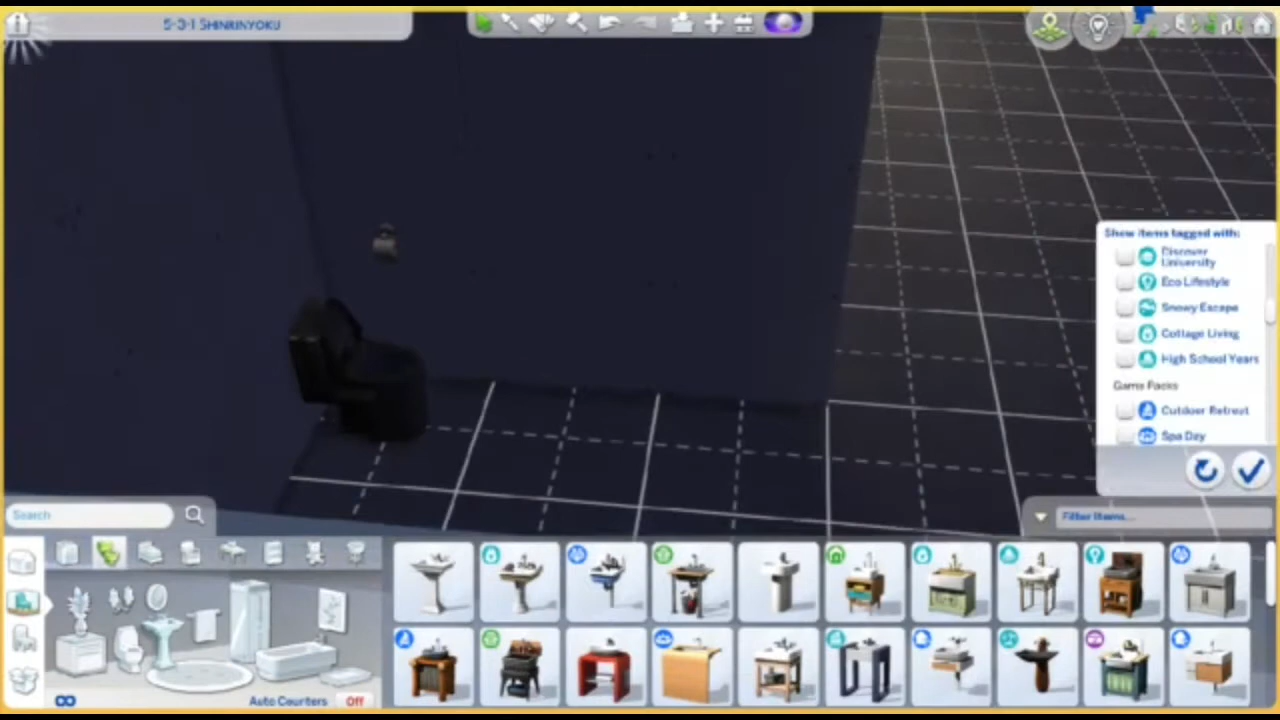 5-3-1 SHINRINYOKU
Show items tagged with:
Discover
University
Eco Lifestyle
Snowy Escape
Cottage Living
High School Years
Game Packs
Outdoor Retreat
Spa Day
Search
Filter Items...
Auto Counters Off